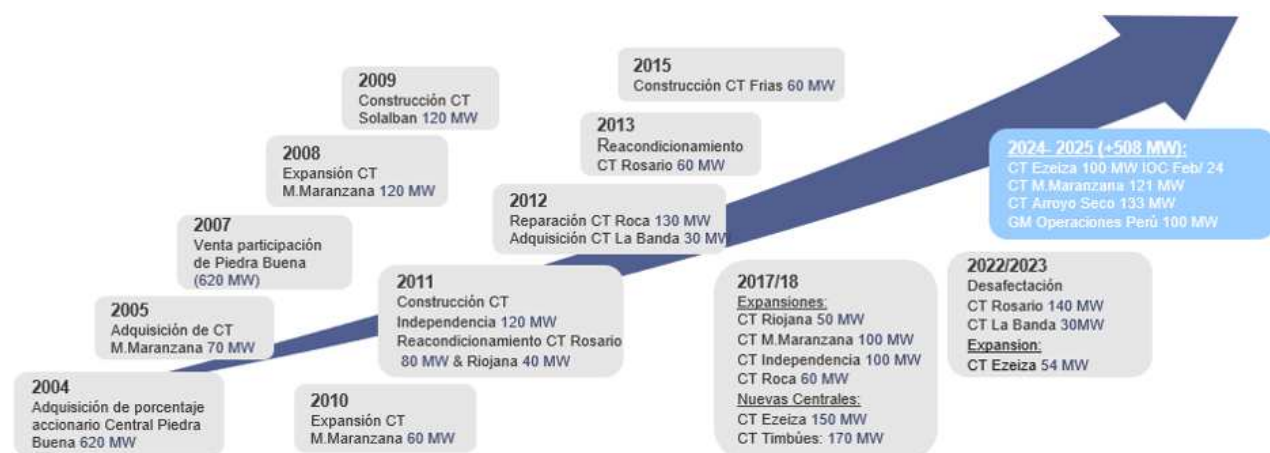 2004
Adquisición de porcentaje
accionario Central Piedra
Buena 620 MW
2005
Adquisición de CT
M.Maranzana 70 MW
2007
Venta participación
de Piedra Buena
(620 MW)
2008
Expansión CT
M.Maranzana 120 MW
2009
Construcción CT
Solalban 120 MW
2010
Expansión CT
M.Maranzana 60 MW
2011
Construcción CT
Independencia 120 MW
Reacondicionamiento CT Rosario
80 MW & Riojana 40 MW
2012
Reparación CT Roca 130 MW
Adquisición CT La Banda 30 MW
2013
Reacondicionamiento
CT Rosario 60 MW
2015
Construcción CT Frias 60 MW
2017/18
Expansiones:
CT Riojana 50 MW
CT M.Maranzana 100 MW
CT Independencia 100 MW
CT Roca 60 MW
Nuevas Centrales:
CT Ezeiza 150 MW
CT Timbúes: 170 MW
2022/2023
Desafectación
CT Rosario 140 MW
CT La Banda 30MW
Expansion:
CT Ezeiza 54 MW
2024- 2025 (+508 MW):
CT Ezeiza 100 MW IOC Feb/ 24
CT M.Maranzana 121 MW
CT Arroyo Seco 133 MW
GM Operaciones Perú 100 MW